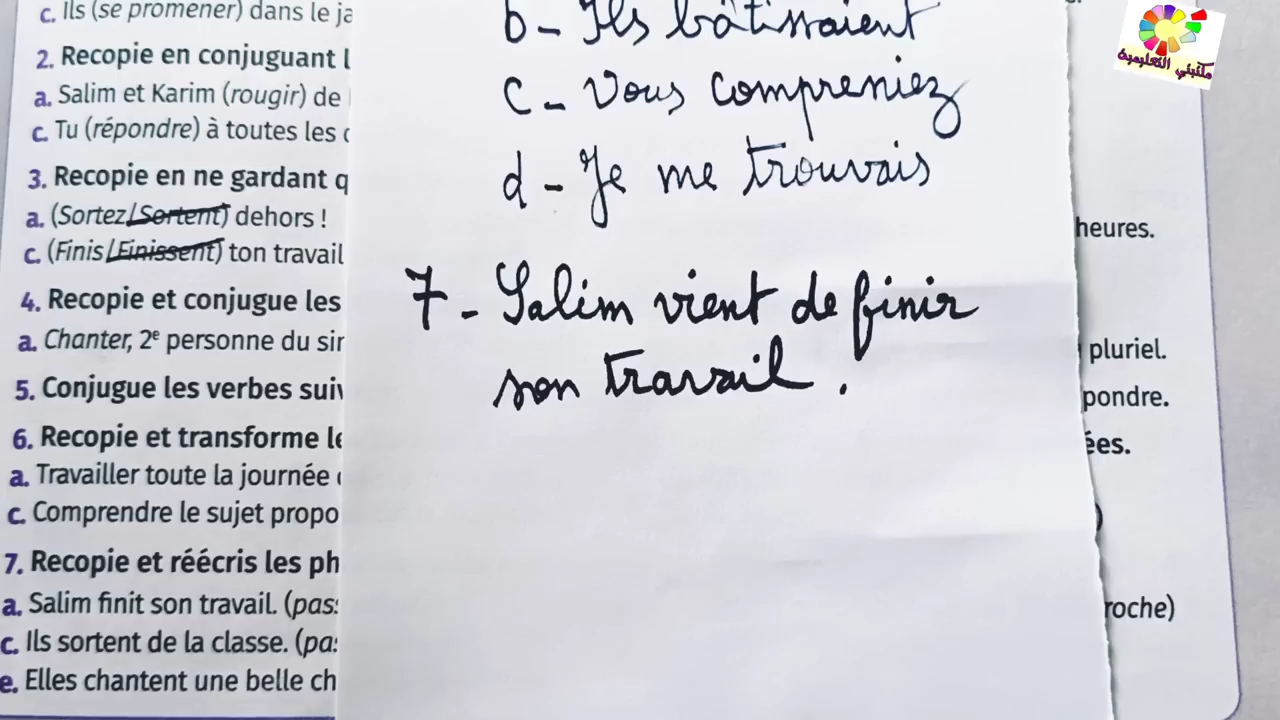 c. Ils (se promener) dans le
b - Ils bâtissaient
2. Recopie en conjuguant
c - Vous compreniez
a. Salim et Karim (rougir) de
c. Tu (répondre) à toutes les
d - Je me trouvais
3. Recopie en ne gardant
a. (Sortez/Sortent) dehors !
heures.
c. (Finis/Finissent) ton travail
7 - Salim vient de finir
son travail.
4. Recopie et conjugue les
a. Chanter, 2e personne du
pluriel.
5. Conjugue les verbes
pondre.
6. Recopie et transforme
ées.
a. Travailler toute la journée
c. Comprendre le sujet propo
7. Recopie et réécris les
a. Salim finit son travail. (pas
roche)
c. Ils sortent de la classe. (pa
e. Elles chantent une belle ch
مكتبتي التعليمية